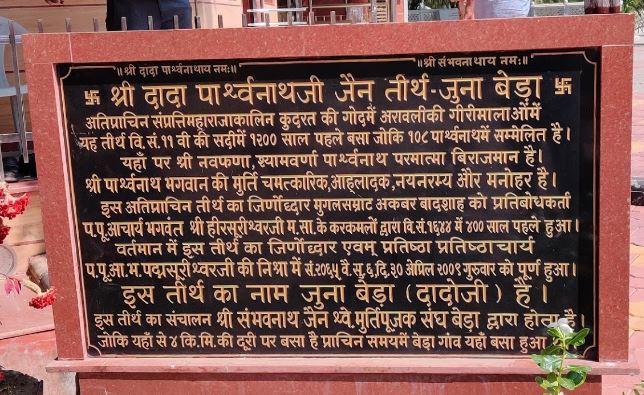 ॥श्री दादा पार्श्वनाथाय नमः॥ ॥श्री संभवनाथाय नमः॥
卐 श्री दादा पार्श्वनाथजी जैन तीर्थ-जुना बेड़ा 卐
अतिप्राचिन संप्रत्तिमहाराजाकालिन कुदरत की गोदमैं अरावलीकी गीरीमालाओंमें
यह तीर्थ वि.सं.११ वी की सदीमें १२०० साल पहले बसा जोकि १०८ पार्श्वनाथमें सम्मेलित है।
यहाँ पर श्री नवफणा,श्यामवर्णा पार्श्वनाथ परमात्मा बिराजमान है।
श्री पार्श्वनाथ भगवान की मुर्ति चमत्कारिक,आहलादक,नयनरम्य और मनोहर है।
इस अतिप्राचिन तीर्थ का जिर्णोद्धार मुगलसम्राट अकबर बादशाह को प्रतिबोधकर्ता
प.पू.आचार्य भगवंत श्री हीरसूरीश्वरजी म.सा.के करकमलों द्वारा वि.सं.१६४४ में ४०० साल पहले हुआ।
वर्तमान में इस तीर्थ का जिर्णोद्धार एवम् प्रतिष्ठा प्रतिष्ठाचार्य
प.पू.आ.भ.पद्मसूरीश्वरजी की निश्रा में सं.२०६५ वै.सु.६,दि.३० अप्रिल २००९ गुरुवार को पूर्ण हुआ।
इस तीर्थ का नाम जुना बेड़ा (दादोजी) है।
इस तीर्थ का संचालन श्री संभवनाथ जैन श्वे.मुर्तिपूजक संघ बेड़ा द्वारा होता है।
जोकि यहाँ से ४ कि.मि.की दूरी पर बसा है प्राचिन समयमें बेड़ा गाँव यहाँ बसा हुआ